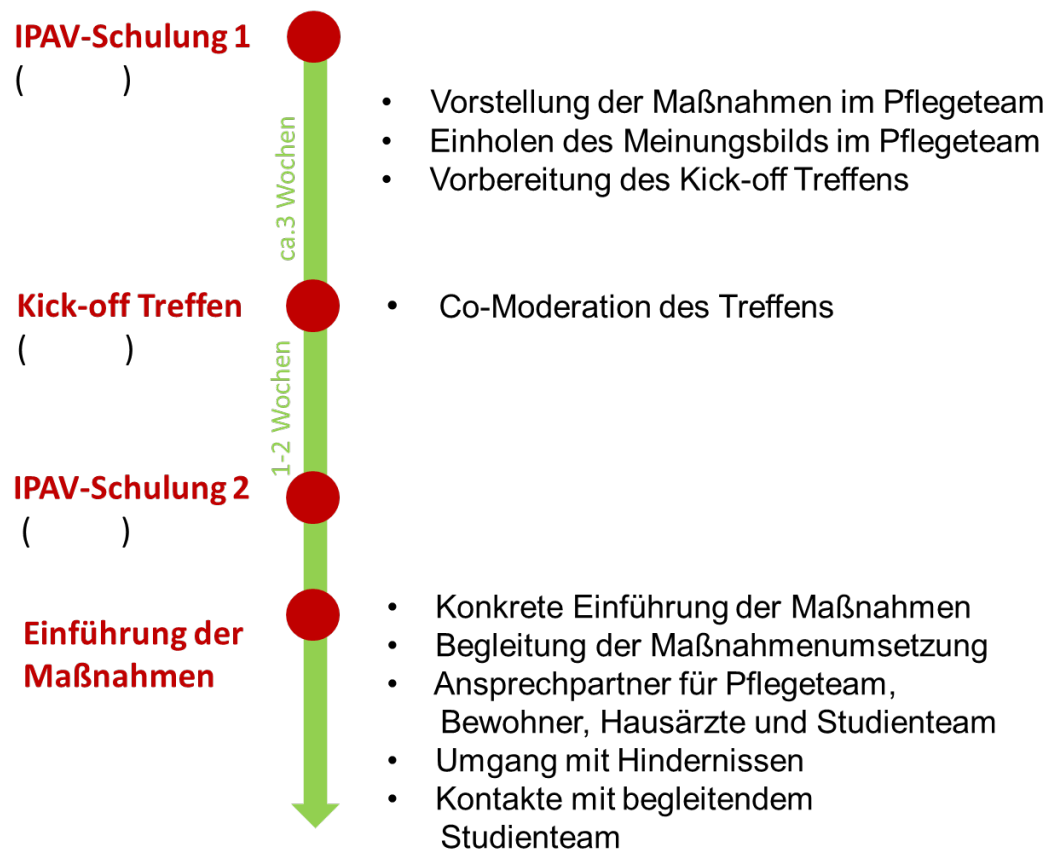 IPAV-Schulung 1
(          )
• Vorstellung der Maßnahmen im Pflegeteam
• Einholen des Meinungsbilds im Pflegeteam
• Vorbereitung des Kick-off Treffens
ca.3 Wochen
Kick-off Treffen
(          )
• Co-Moderation des Treffens
1-2 Wochen
IPAV-Schulung 2
(          )
Einführung der
Maßnahmen
• Konkrete Einführung der Maßnahmen
• Begleitung der Maßnahmenumsetzung
• Ansprechpartner für Pflegeteam,
Bewohner, Hausärzte und Studienteam
• Umgang mit Hindernissen
• Kontakte mit begleitendem
Studienteam